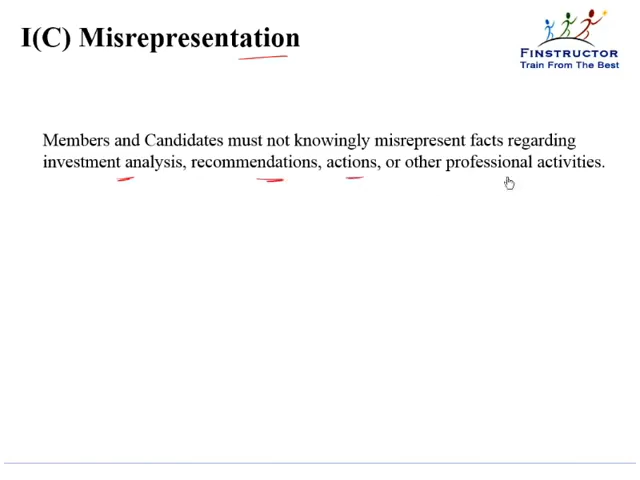 I(C) Misrepresentation
FINSTRUCTOR
Train From The Best
Members and Candidates must not knowingly misrepresent facts regarding
investment analysis, recommendations, actions, or other professional activities.